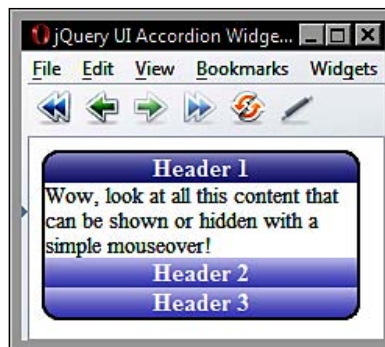 jQuery UI Accordion Widge...
File Edit View Bookmarks Widgets
Header 1
Wow, look at all this content that
can be shown or hidden with a
simple mouseover!
Header 2
Header 3